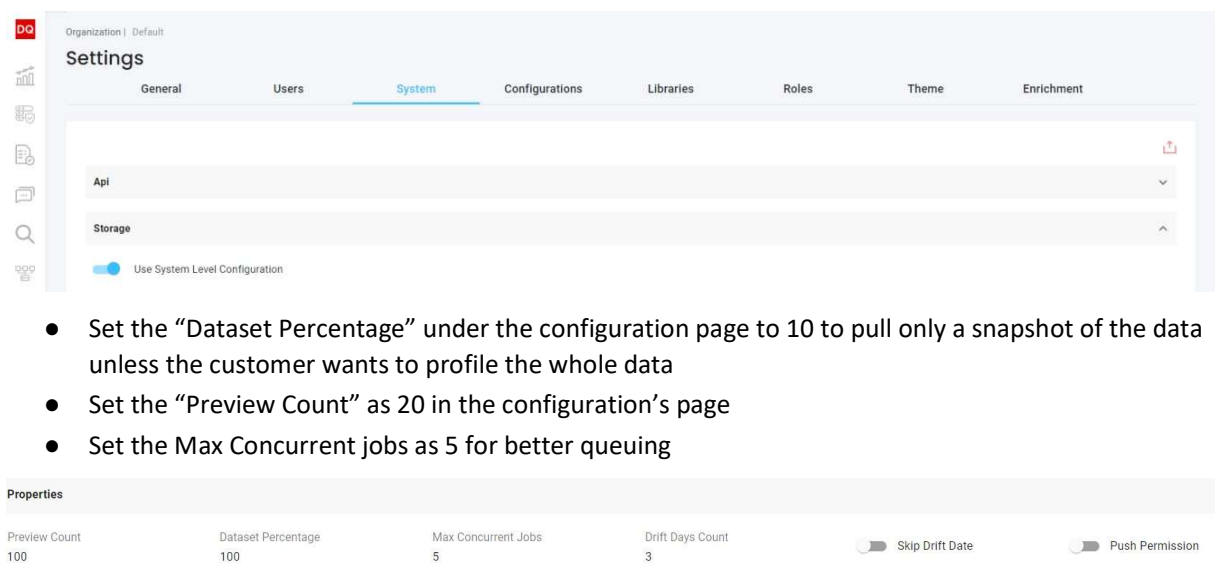 DQ
Organization | Default
Settings
General Users System Configurations Libraries Roles Theme Enrichment
Api
Storage
Use System Level Configuration
● Set the “Dataset Percentage” under the configuration page to 10 to pull only a snapshot of the data
unless the customer wants to profile the whole data
● Set the “Preview Count” as 20 in the configuration’s page
● Set the Max Concurrent jobs as 5 for better queuing
Properties
Preview Count Dataset Percentage Max Concurrent Jobs Drift Days Count
100 100 5 3 Skip Drift Date Push Permission